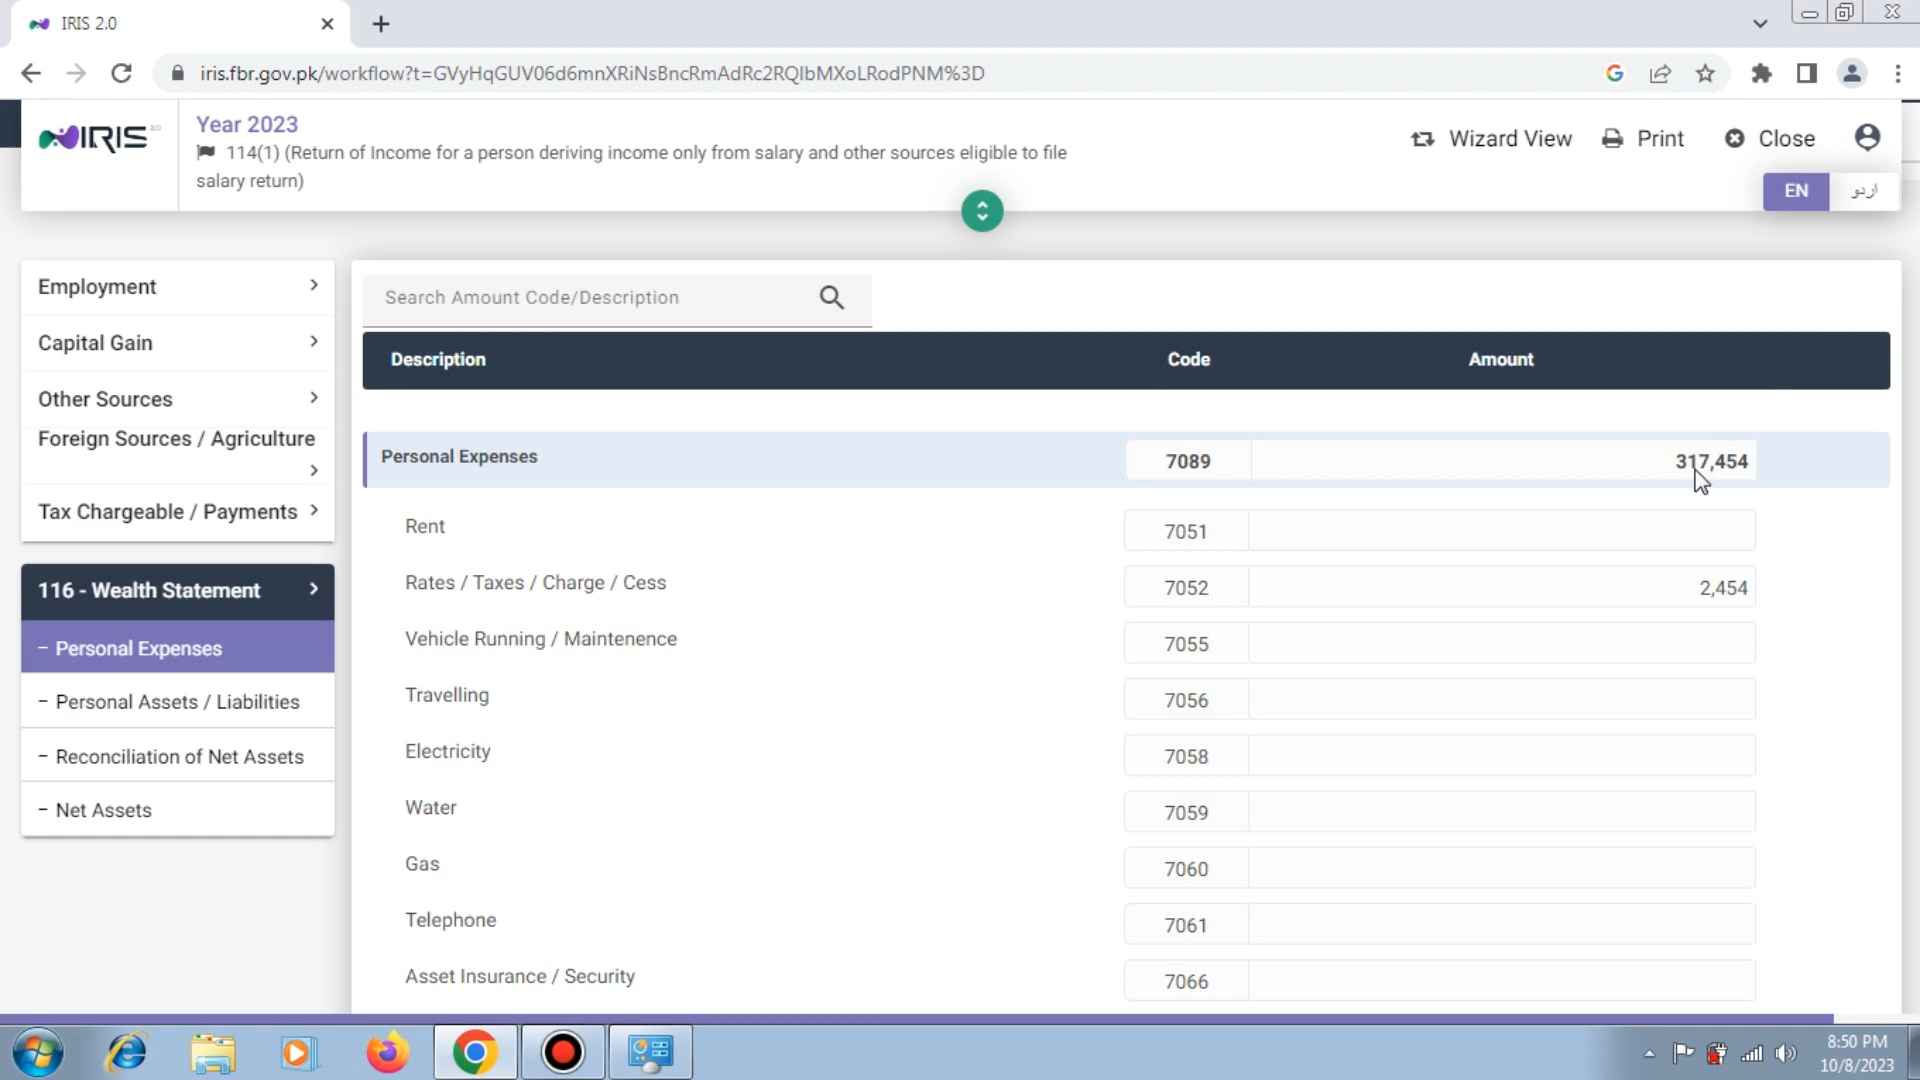 IRIS 2.0
iris.fbr.gov.pk/workflow?t=GVyHqGUV06d6mnXRiNsBncRmAdRc2RQIbMXoLRodPNM%3D
IRIS 2.0
Year 2023
114(1) (Return of Income for a person deriving income only from salary and other sources eligible to file
salary return)
Wizard View
Print
Close
EN
اردو
Employment
Capital Gain
Other Sources
Foreign Sources / Agriculture
Tax Chargeable / Payments
116 - Wealth Statement
– Personal Expenses
– Personal Assets / Liabilities
– Reconciliation of Net Assets
– Net Assets
Search Amount Code/Description
Description Code Amount
Personal Expenses 7089 317,454
Rent 7051
Rates / Taxes / Charge / Cess 7052 2,454
Vehicle Running / Maintenence 7055
Travelling 7056
Electricity 7058
Water 7059
Gas 7060
Telephone 7061
Asset Insurance / Security 7066
8:50 PM
10/8/2023